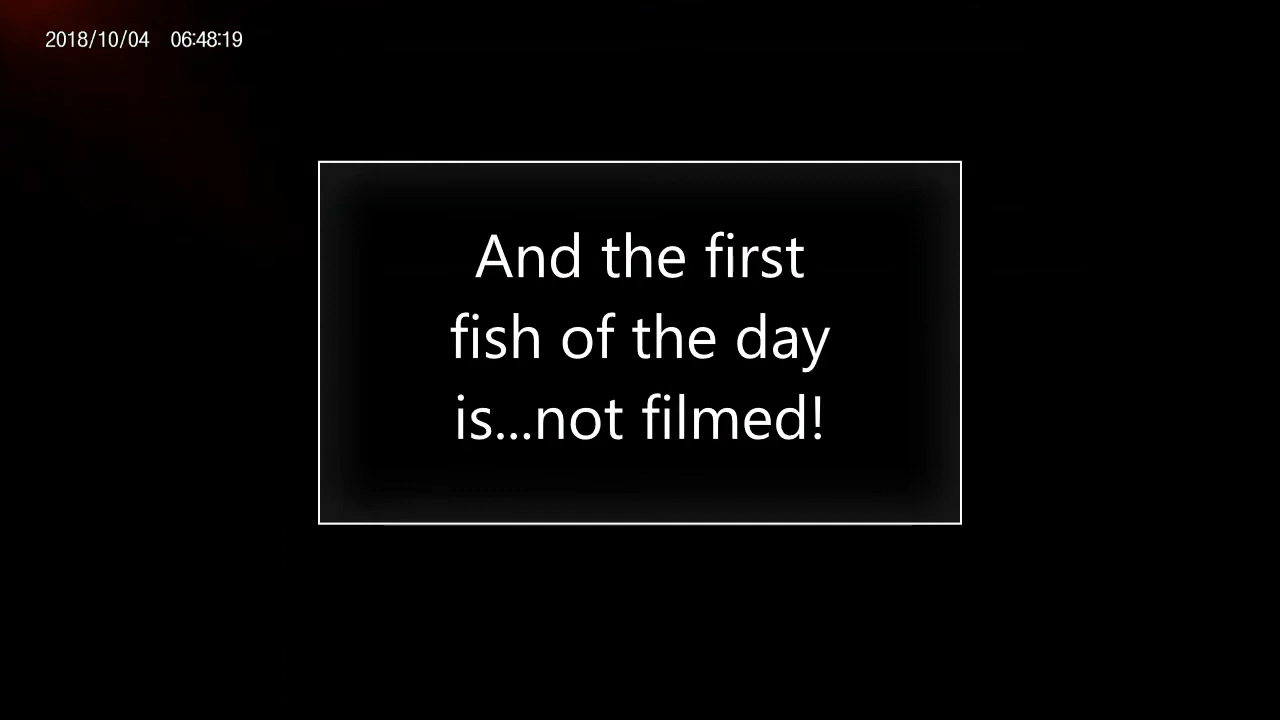 2018/10/04 06:48:19
And the first
fish of the day
is...not filmed!